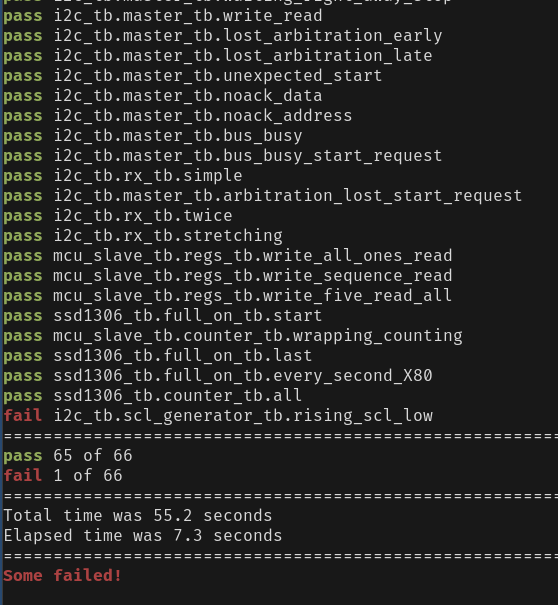 pass i2c_tb.master_tb.waiting_right_away_stop
pass i2c_tb.master_tb.write_read
pass i2c_tb.master_tb.lost_arbitration_early
pass i2c_tb.master_tb.lost_arbitration_late
pass i2c_tb.master_tb.unexpected_start
pass i2c_tb.master_tb.noack_data
pass i2c_tb.master_tb.noack_address
pass i2c_tb.master_tb.bus_busy
pass i2c_tb.master_tb.bus_busy_start_request
pass i2c_tb.rx_tb.simple
pass i2c_tb.master_tb.arbitration_lost_start_request
pass i2c_tb.rx_tb.twice
pass i2c_tb.rx_tb.stretching
pass mcu_slave_tb.regs_tb.write_all_ones_read
pass mcu_slave_tb.regs_tb.write_sequence_read
pass mcu_slave_tb.regs_tb.write_five_read_all
pass ssd1306_tb.full_on_tb.start
pass mcu_slave_tb.counter_tb.wrapping_counting
pass ssd1306_tb.full_on_tb.last
pass ssd1306_tb.full_on_tb.every_second_X80
pass ssd1306_tb.counter_tb.all
fail i2c_tb.scl_generator_tb.rising_scl_low
=======================================================
pass 65 of 66
fail 1 of 66
=======================================================
Total time was 55.2 seconds
Elapsed time was 7.3 seconds
=======================================================
Some failed!